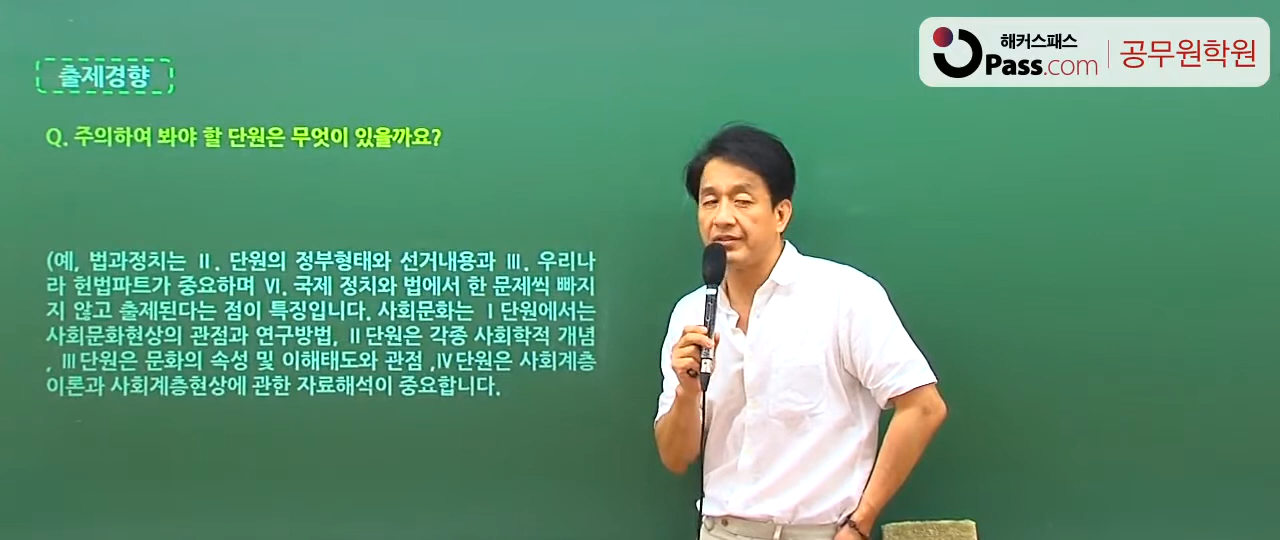 해커스패스
Pass.com
공무원학원
출제경향
Q. 주의하여 봐야 할 단원은 무엇이 있을까요?
(예, 법과정치는 Ⅱ. 단원의 정부형태와 선거내용과 Ⅲ. 우리나
라 헌법파트가 중요하며 Ⅵ. 국제 정치와 법에서 한 문제씩 빠지
지 않고 출제된다는 점이 특징입니다. 사회문화는 Ⅰ단원에서는
사회문화현상의 관점과 연구방법, Ⅱ단원은 각종 사회학적 개념
, Ⅲ단원은 문화의 속성 및 이해태도와 관점 ,Ⅳ단원은 사회계층
이론과 사회계층현상에 관한 자료해석이 중요합니다.